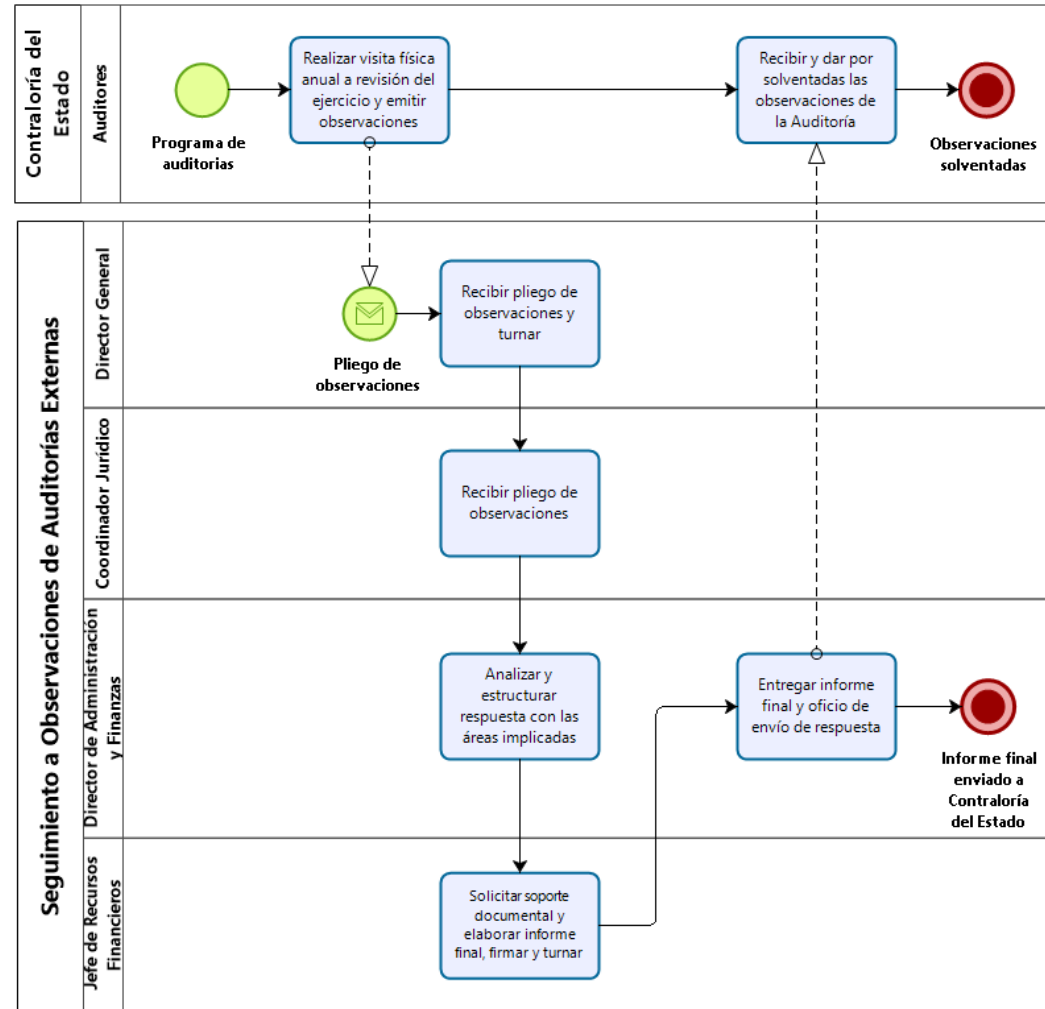 Contraloría del
Estado
Auditores
Programa de
auditorias
Realizar visita física
anual a revisión del
ejercicio y emitir
observaciones
Recibir y dar por
solventadas las
observaciones de
la Auditoría
Observaciones
solventadas
Seguimiento a Observaciones de Auditorías Externas
Director General
Pliego de
observaciones
Recibir pliego de
observaciones y
turnar
Coordinador Jurídico
Recibir pliego de
observaciones
Director de Administración
y Finanzas
Analizar y
estructurar
respuesta con las
áreas implicadas
Entregar informe
final y oficio de
envío de respuesta
Informe final
enviado a
Contraloría
del Estado
Jefe de Recursos
Financieros
Solicitar soporte
documental y
elaborar informe
final, firmar y turnar